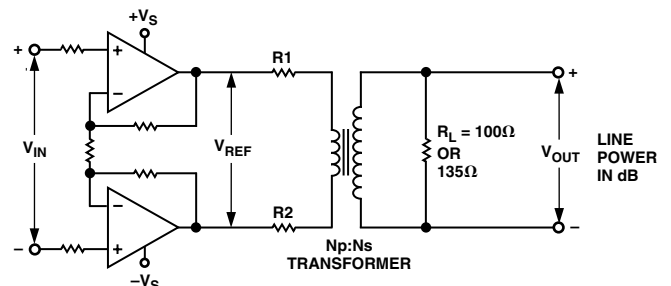 +VS
+
+
–
R1
VIN
VREF
RL = 100Ω
OR
135Ω
+
VOUT
LINE
POWER
IN dB
–
–
+
R2
–
Np:Ns
TRANSFORMER
–VS